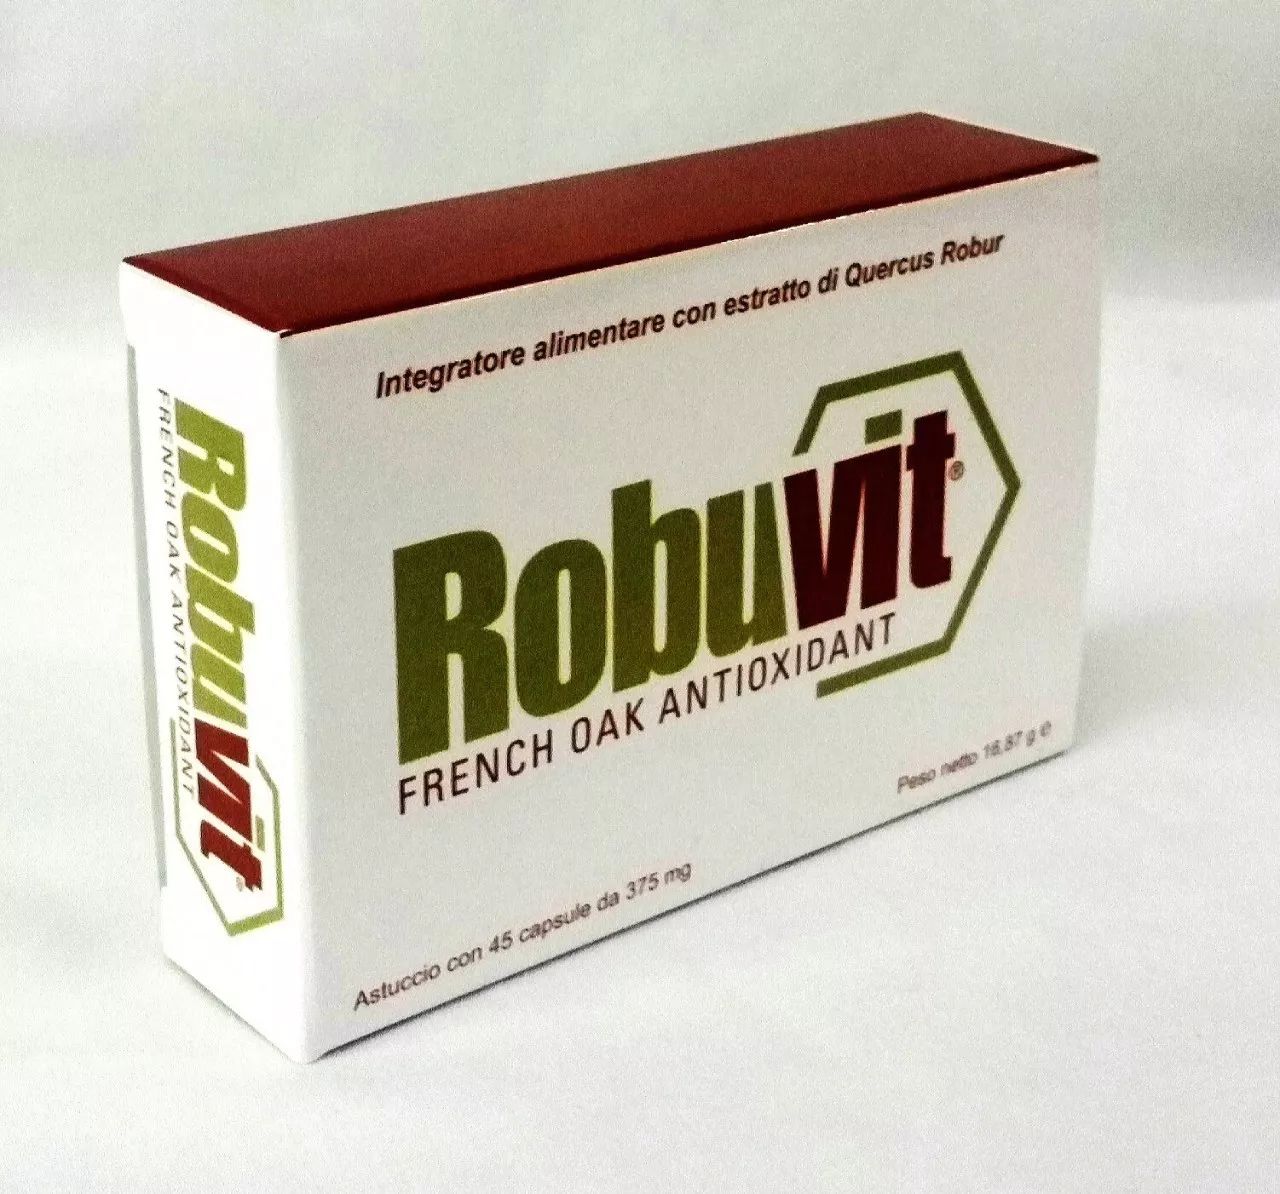 Integratore alimentare con estratto di Quercus Robur
Robuvit®
FRENCH OAK ANTIOXIDANT
Peso netto 16,87 g ℮
Astuccio con 45 capsule da 375 mg
Robuvit®
FRENCH OAK ANTIOXIDANT